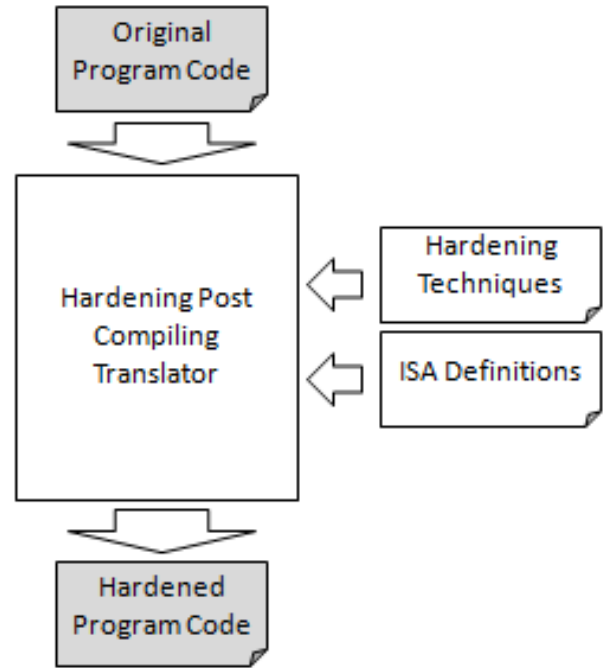 Original
Program Code
Hardening Post
Compiling
Translator
Hardening
Techniques
ISA Definitions
Hardened
Program Code